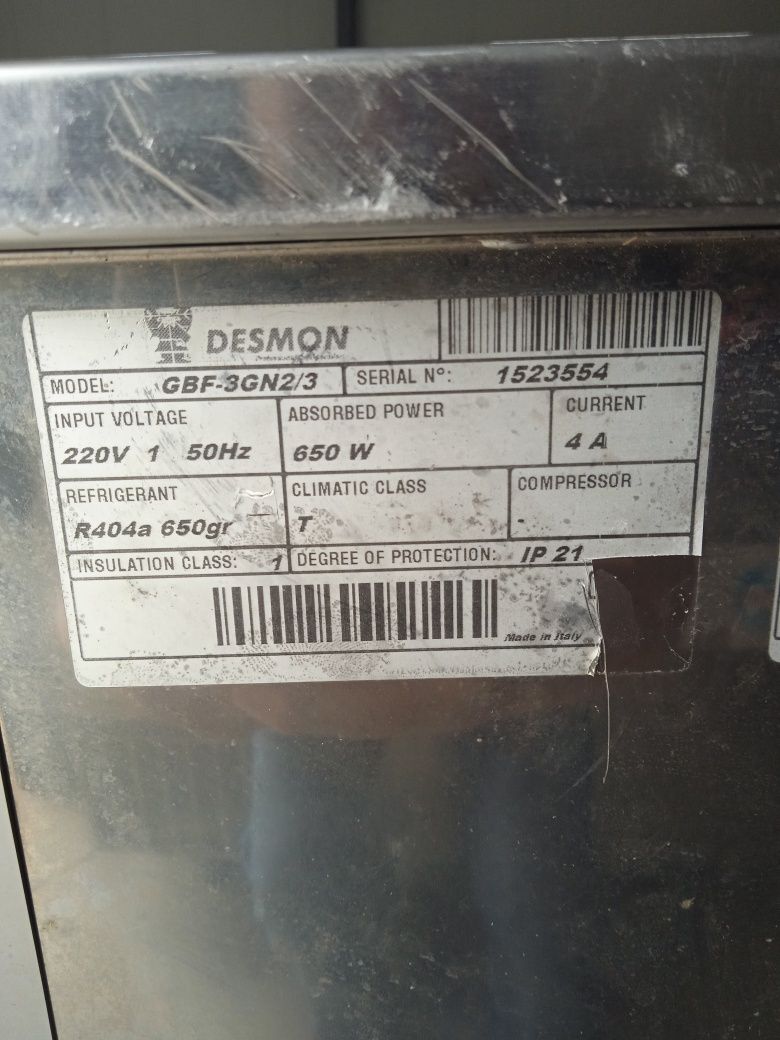 DESMON
MODEL: GBF-3GN2/3 SERIAL N°: 1523554
INPUT VOLTAGE ABSORBED POWER CURRENT
220V 1 50Hz 650 W 4 A
REFRIGERANT CLIMATIC CLASS COMPRESSOR
R404a 650gr T -
INSULATION CLASS: 1 DEGREE OF PROTECTION: IP 21
Made in Italy